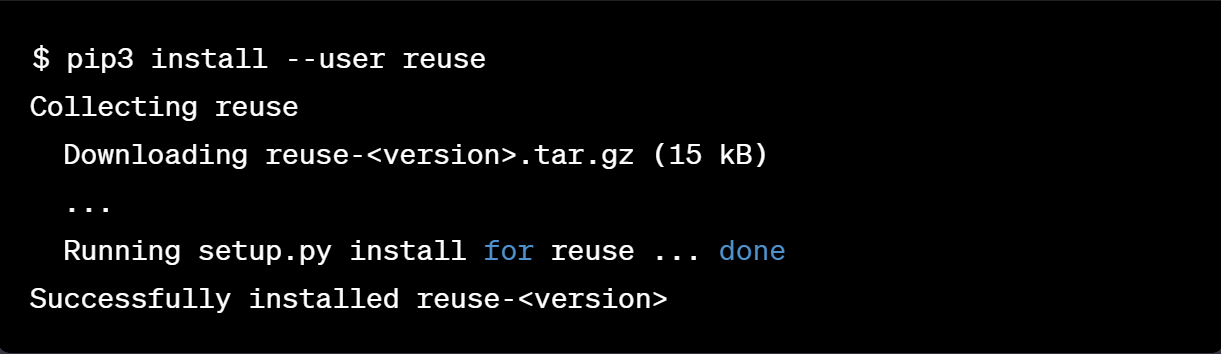 $ pip3 install --user reuse
Collecting reuse
  Downloading reuse-<version>.tar.gz (15 kB)
  ...
  Running setup.py install for reuse ... done
Successfully installed reuse-<version>